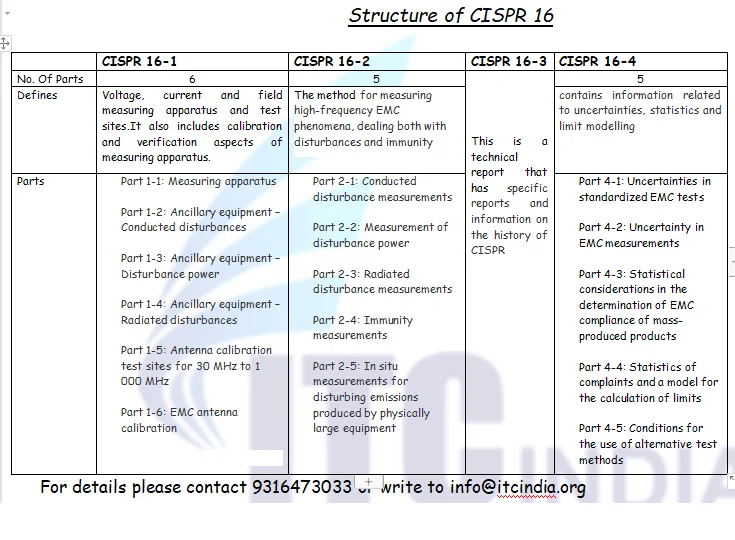 Structure of CISPR 16
CISPR 16-1
CISPR 16-2
CISPR 16-3
CISPR 16-4
No. Of Parts
6
5
5
Defines
Voltage, current and field
measuring apparatus and test
sites.It also includes calibration
and verification aspects of
measuring apparatus.
The method for measuring
high-frequency EMC
phenomena, dealing both with
disturbances and immunity
This is a
technical
report that
has specific
reports and
information on
the history of
CISPR
contains information related
to uncertainties, statistics and
limit modelling
Parts
Part 1-1: Measuring apparatus
Part 1-2: Ancillary equipment –
Conducted disturbances
Part 1-3: Ancillary equipment –
Disturbance power
Part 1-4: Ancillary equipment –
Radiated disturbances
Part 1-5: Antenna calibration
test sites for 30 MHz to 1
000 MHz
Part 1-6: EMC antenna
calibration
Part 2-1: Conducted
disturbance measurements
Part 2-2: Measurement of
disturbance power
Part 2-3: Radiated
disturbance measurements
Part 2-4: Immunity
measurements
Part 2-5: In situ
measurements for
disturbing emissions
produced by physically
large equipment
Part 4-1: Uncertainties in
standardized EMC tests
Part 4-2: Uncertainty in
EMC measurements
Part 4-3: Statistical
considerations in the
determination of EMC
compliance of mass-
produced products
Part 4-4: Statistics of
complaints and a model for
the calculation of limits
Part 4-5: Conditions for
the use of alternative test
methods
ITC INDIA
For details please contact 9316473033 or write to info@itcindia.org